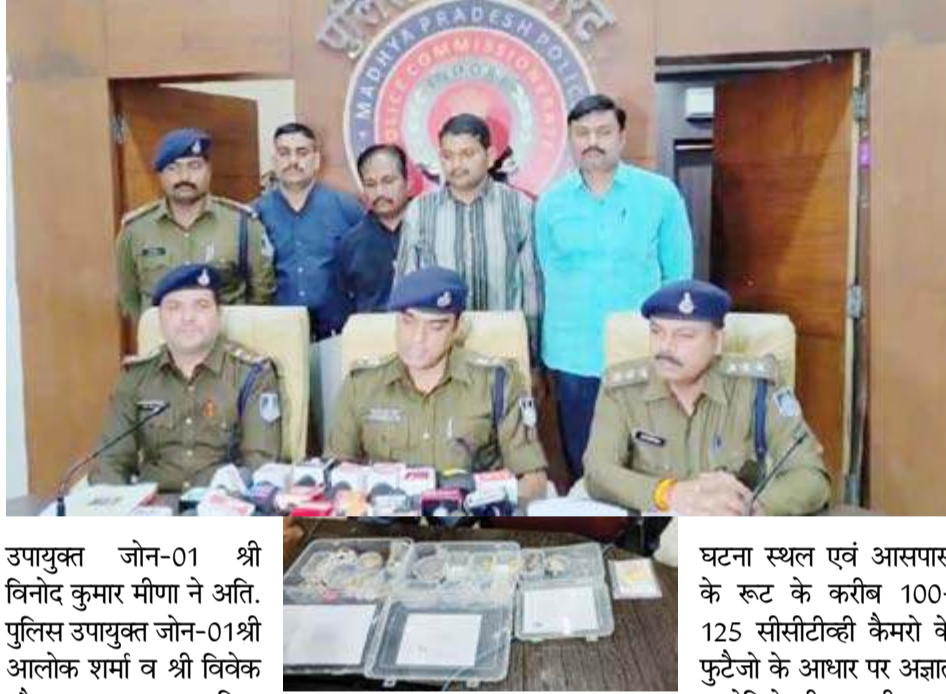 MADHYA PRADESH POLICE
POLICE COMMISSIONERATE
उपायुक्त जोन-01 श्री
विनोद कुमार मीणा ने अति.
पुलिस उपायुक्त जोन-01श्री
आलोक शर्मा व श्री विवेक
घटना स्थल एवं आसपास
के रूट के करीब 100-
125 सीसीटीव्ही कैमरो के
फुटैजो के आधार पर अज्ञात